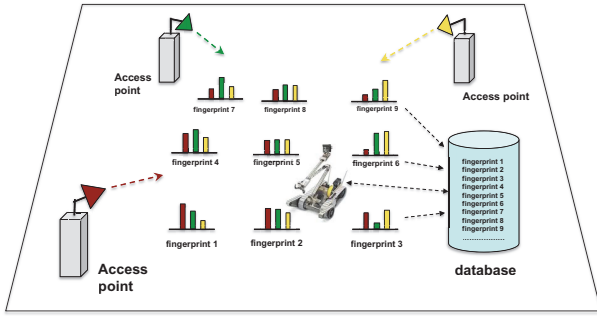 Access
point
Access point
fingerprint 7
fingerprint 8
fingerprint 9
fingerprint 4
fingerprint 5
fingerprint 6
fingerprint 1
fingerprint 2
fingerprint 3
Access
point
fingerprint 1
fingerprint 2
fingerprint 3
fingerprint 4
fingerprint 5
fingerprint 6
fingerprint 7
fingerprint 8
fingerprint 9
......................
database